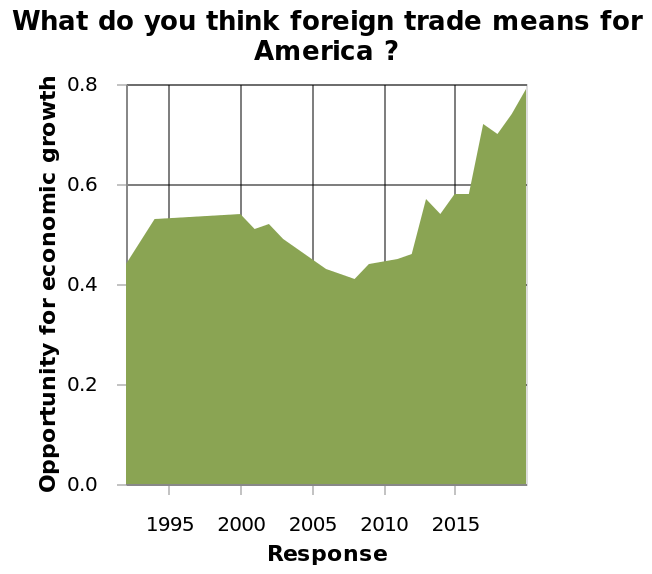 What do you think foreign trade means for
America ?
Opportunity for economic growth
0.8
0.6
0.4
0.2
0.0
1995 2000 2005 2010 2015
Response